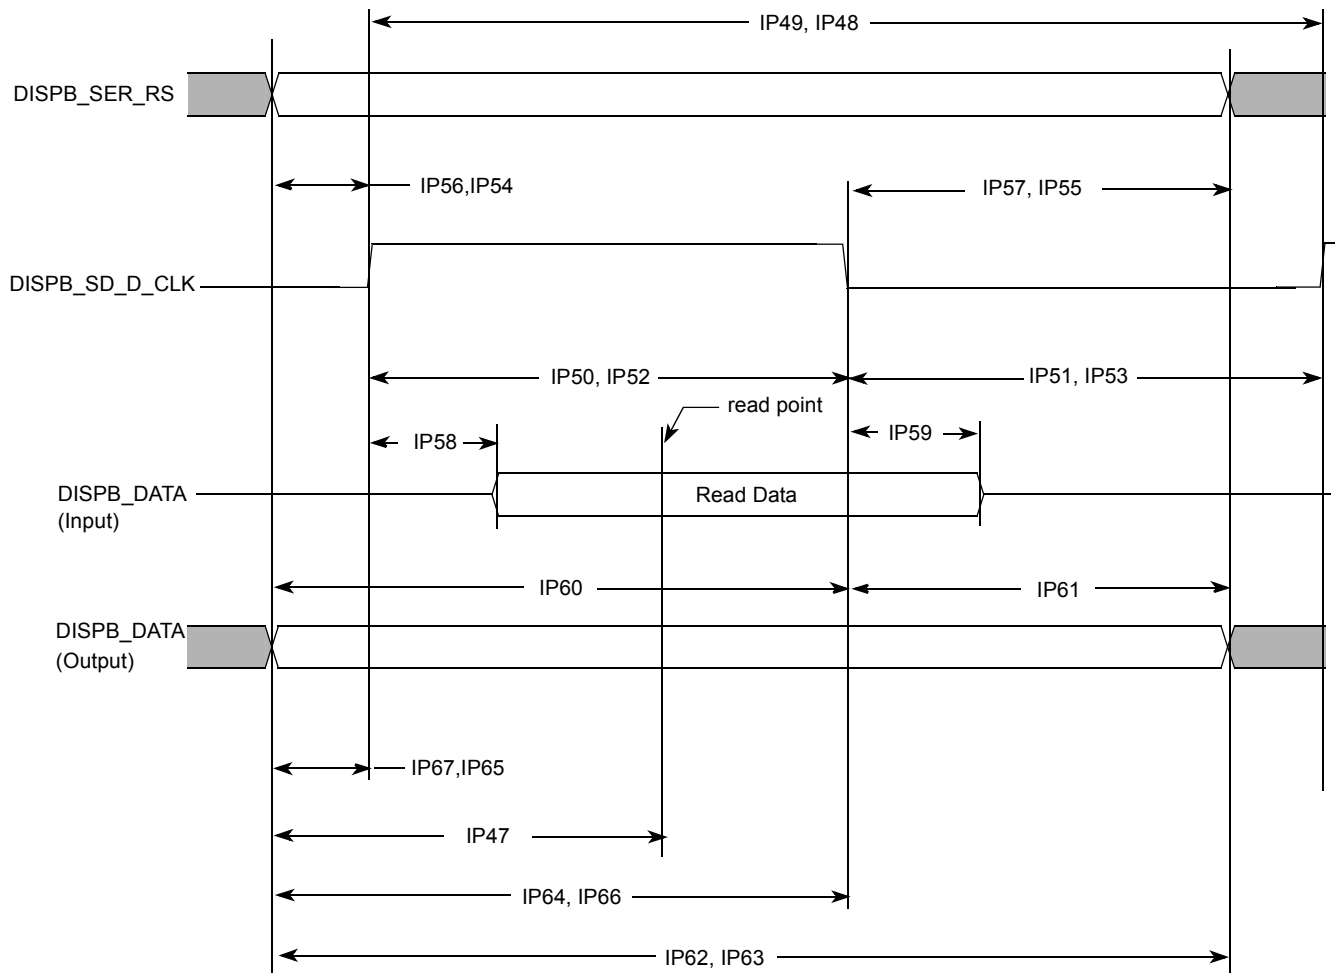 IP49, IP48
DISPB_SER_RS
IP56,IP54
IP57, IP55
DISPB_SD_D_CLK
IP50, IP52
IP51, IP53
read point
IP58
IP59
DISPB_DATA
(Input)
Read Data
IP60
IP61
DISPB_DATA
(Output)
IP67,IP65
IP47
IP64, IP66
IP62, IP63